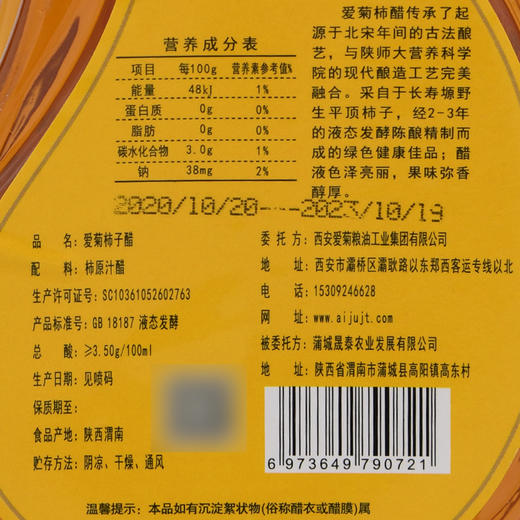 爱菊柿醋传承了起
源于北宋年间的古法酿
艺，与陕师大营养科学
院的现代酿造工艺完美
融合。采自于长寿塬野
生平顶柿子，经2-3年
的液态发酵陈酿精制而
成的绿色健康佳品；醋
液色泽亮丽，果味弥香
醇厚。
营养成分表
项目 每100g 营养素参考值%
能量 48kJ 1%
蛋白质 0g 0%
脂肪 0g 0%
碳水化合物 3.0g 1%
钠 38mg 2%
2020/10/20---2023/10/19
品 名：爱菊柿子醋
配 料：柿原汁醋
生产许可证号：SC10361052602763
产品标准号：GB 18187 液态发酵
总 酸：≥3.50g/100ml
生产日期：见喷码
保质期至：
食品产地：陕西渭南
贮存方法：阴凉、干燥、通风
委 托 方：西安爱菊粮油工业集团有限公司
地 址：西安市灞桥区灞耿路以东郑西客运专线以北
电 话：15309246628
网 址：www.aijujt.com
被委托方：蒲城晟泰农业发展有限公司
地 址：陕西省渭南市蒲城县高阳镇高东村
6 973649 790721
温馨提示：本品如有沉淀絮状物(俗称醋衣或醋膜)属